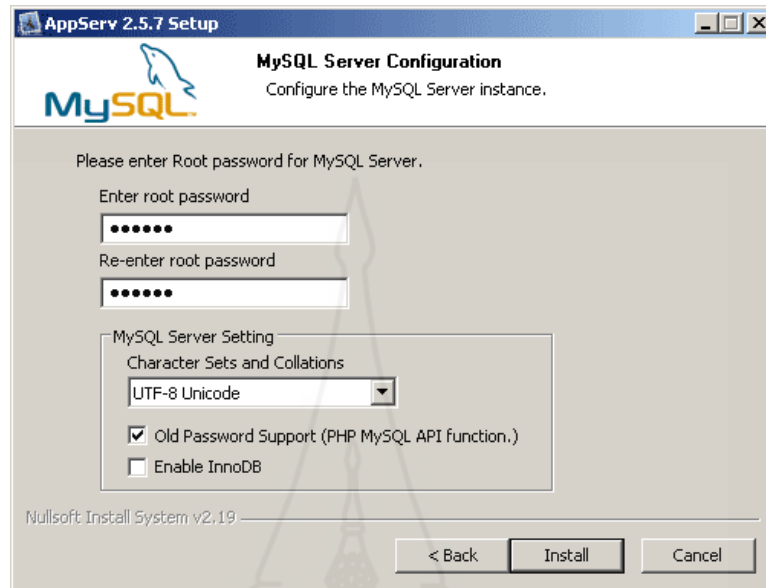 AppServ 2.5.7 Setup
MySQL
MySQL Server Configuration
Configure the MySQL Server instance.
Please enter Root password for MySQL Server.
Enter root password
••••••
Re-enter root password
••••••
MySQL Server Setting
Character Sets and Collations
UTF-8 Unicode
Old Password Support (PHP MySQL API function.)
Enable InnoDB
Nullsoft Install System v2.19
< Back Install Cancel